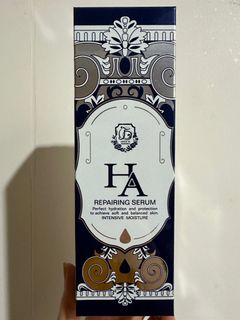 HA
REPAIRING SERUM
Perfect hydration and protection
to achieve soft and balanced skin.
INTENSIVE MOISTURE